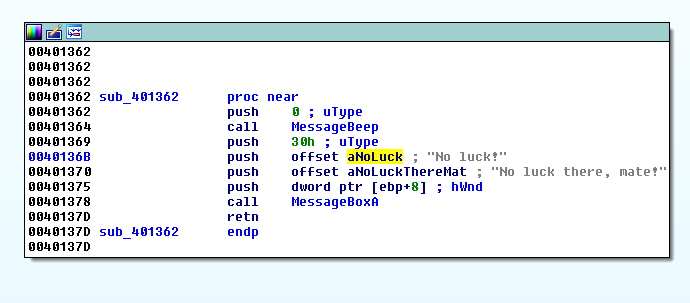 00401362
00401362
00401362
00401362 sub_401362 proc near
00401362 push 0 ; uType
00401364 call MessageBeep
00401369 push 30h ; uType
0040136B push offset aNoLuck ; "No luck!"
00401370 push offset aNoLuckThereMat ; "No luck there, mate!"
00401375 push dword ptr [ebp+8] ; hWnd
00401378 call MessageBoxA
0040137D retn
0040137D sub_401362 endp
0040137D